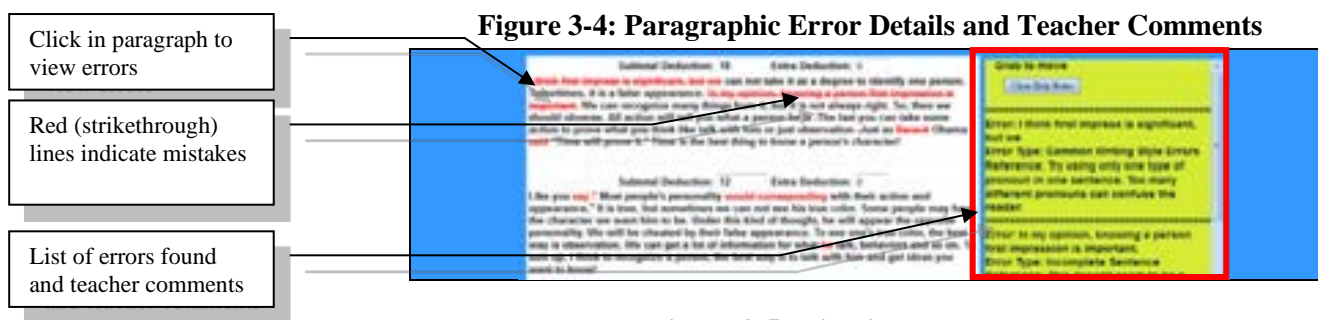 Figure 3-4: Paragraphic Error Details and Teacher Comments
Click in paragraph to
view errors
Red (strikethrough)
lines indicate mistakes
List of errors found
and teacher comments
Subtotal Deduction: 18 Extra Deduction:
I think first impress is significant, but we can not take it as a degree to identify one person.
Sometimes, it is a false appearance. In my opinion, knowing a person first impression is
important. We can recognize many things it is not always right. So, then we
should observe. All action will tell you what a person he is. The last you can take some
action to prove what you think like talk with him or just observation. Just as Barack Obama
said "Time will prove it." Time is the best thing to know a person's character!
Subtotal Deduction: 12 Extra Deduction:
Like you say " Most people's personality would corresponding with their action and
appearance." It is true, but sometimes we can not see his true color. Some people may
the character we want him to be. Under this kind of thought, he will appear the
personality. We will be cheated by their false appearance. To see one's color, the best
way is observation. We can get a lot of information for what talk, behaviors and so on.
sum up, I think to recognize a person, the best way is to talk with him and get ideas you
want to know!
Grab to move
Error: I think first impress is significant,
but we
Error Type: Common Writing Style Errors
Reference: Try using only one type of
pronoun in one sentence. Too many
different pronouns can confuse the
reader.
Error: In my opinion, knowing a person
first impression is important.
Error Type: Incomplete Sentence